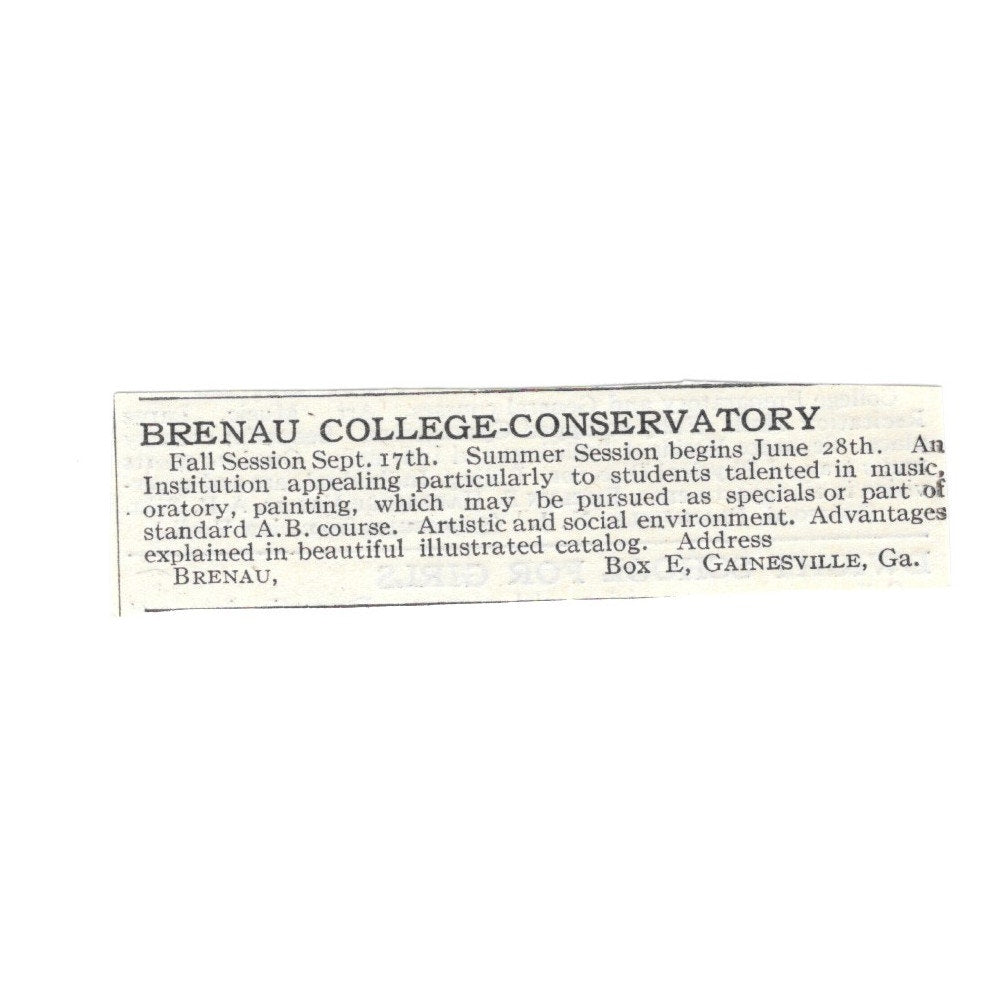 BRENAU COLLEGE-CONSERVATORY
Fall Session Sept. 17th. Summer Session begins June 28th. An
Institution appealing particularly to students talented in music,
oratory, painting, which may be pursued as specials or part of
standard A.B. course. Artistic and social environment. Advantages
explained in beautiful illustrated catalog. Address
BRENAU, Box E, GAINESVILLE, Ga.